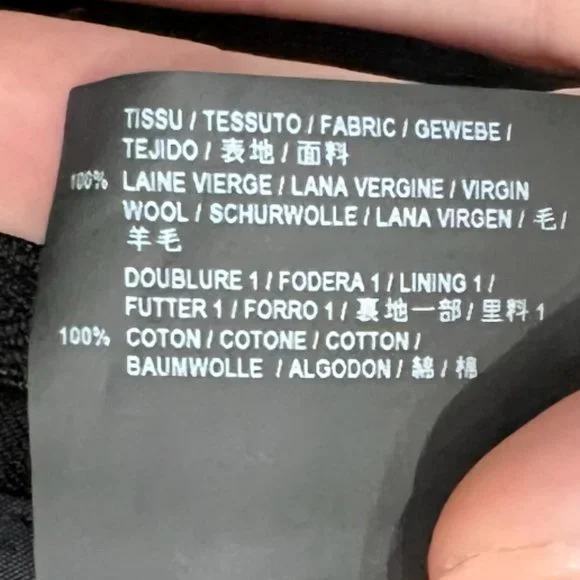 TISSU / TESSUTO / FABRIC / GEWEBE /
TEJIDO / 表地 / 面料
100% LAINE VIERGE / LANA VERGINE / VIRGIN
WOOL / SCHURWOLLE / LANA VIRGEN / 毛 /
羊毛
DOUBLURE 1 / FODERA 1 / LINING 1 /
FUTTER 1 / FORRO 1 / 裏地一部 / 里料 1
100% COTON / COTONE / COTTON /
BAUMWOLLE / ALGODON / 綿 / 棉